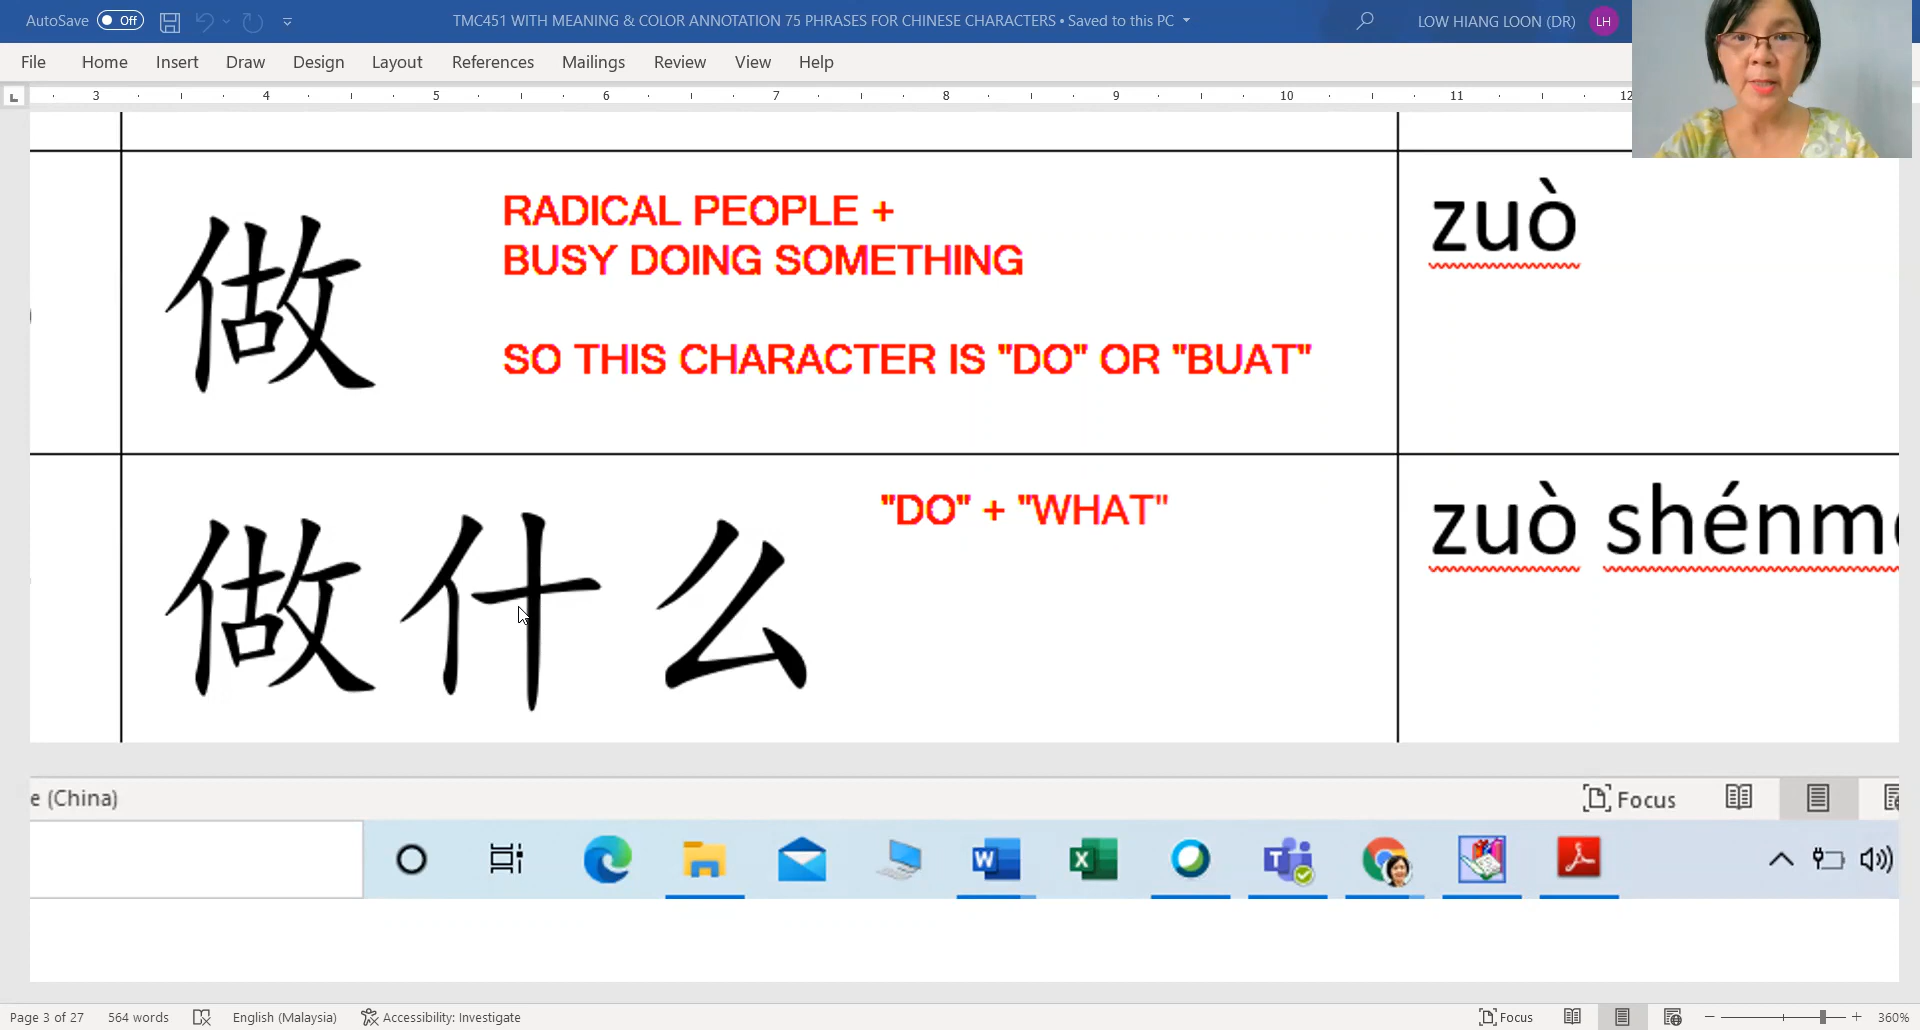 AutoSave Off
TMC451 WITH MEANING & COLOR ANNOTATION 75 PHRASES FOR CHINESE CHARACTERS • Saved to this PC
LOW HIANG LOON (DR) LH
File Home Insert Draw Design Layout References Mailings Review View Help
3 4 5 6 7 8 9 10 11 12
RADICAL PEOPLE +
BUSY DOING SOMETHING
SO THIS CHARACTER IS "DO" OR "BUAT"
做
zuò
"DO" + "WHAT"
做什么
zuò shénm
e (China)
Focus
Page 3 of 27 564 words English (Malaysia) Accessibility: Investigate Focus 360%